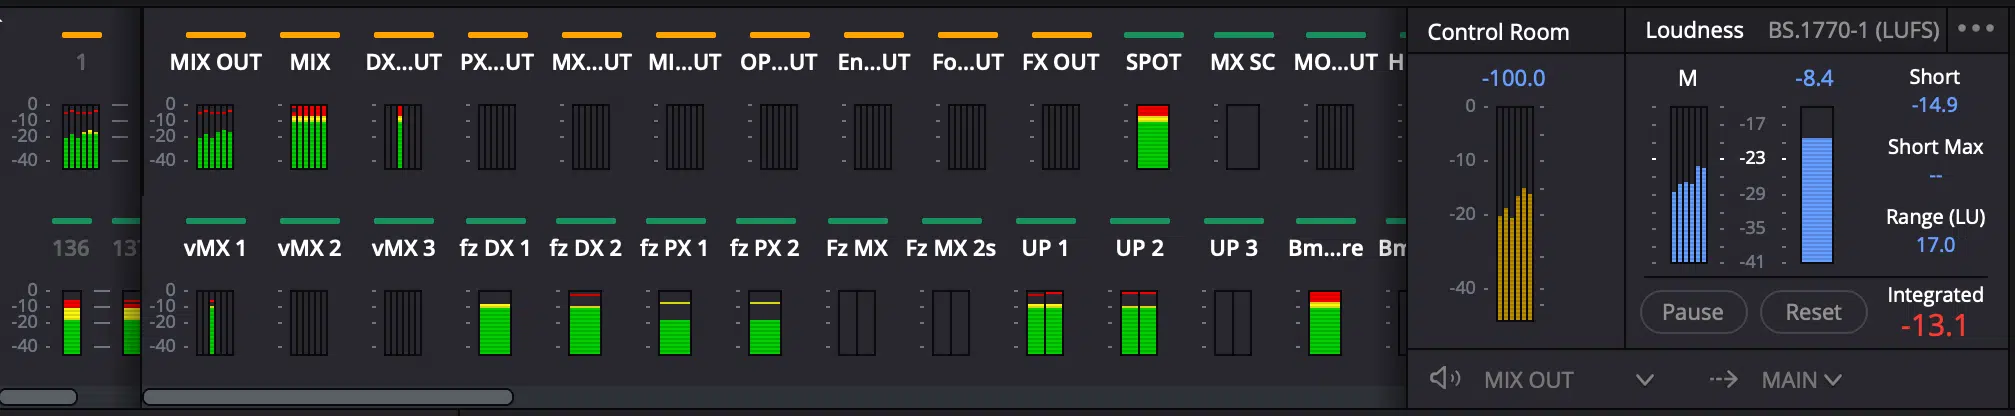 1
MIX OUT MIX DX...UT PX...UT MX...UT MI...UT OP...UT En...UT Fo...UT FX OUT SPOT MX SC MO...UT H
0 -10 -20 -40
0 -10 -20 -40
136 137
vMX 1 vMX 2 vMX 3 fz DX 1 fz DX 2 fz PX 1 fz PX 2 Fz MX Fz MX 2s UP 1 UP 2 UP 3 Bm...re Bm
0 -10 -20 -40
0 -10 -20 -40
Control Room
-100.0
0
-10
-20
-40
Loudness BS.1770-1 (LUFS) •••
M -8.4
-17
-23
-29
-35
-41
Short
-14.9
Short Max
--
Range (LU)
17.0
Pause Reset
Integrated
-13.1
MIX OUT MAIN